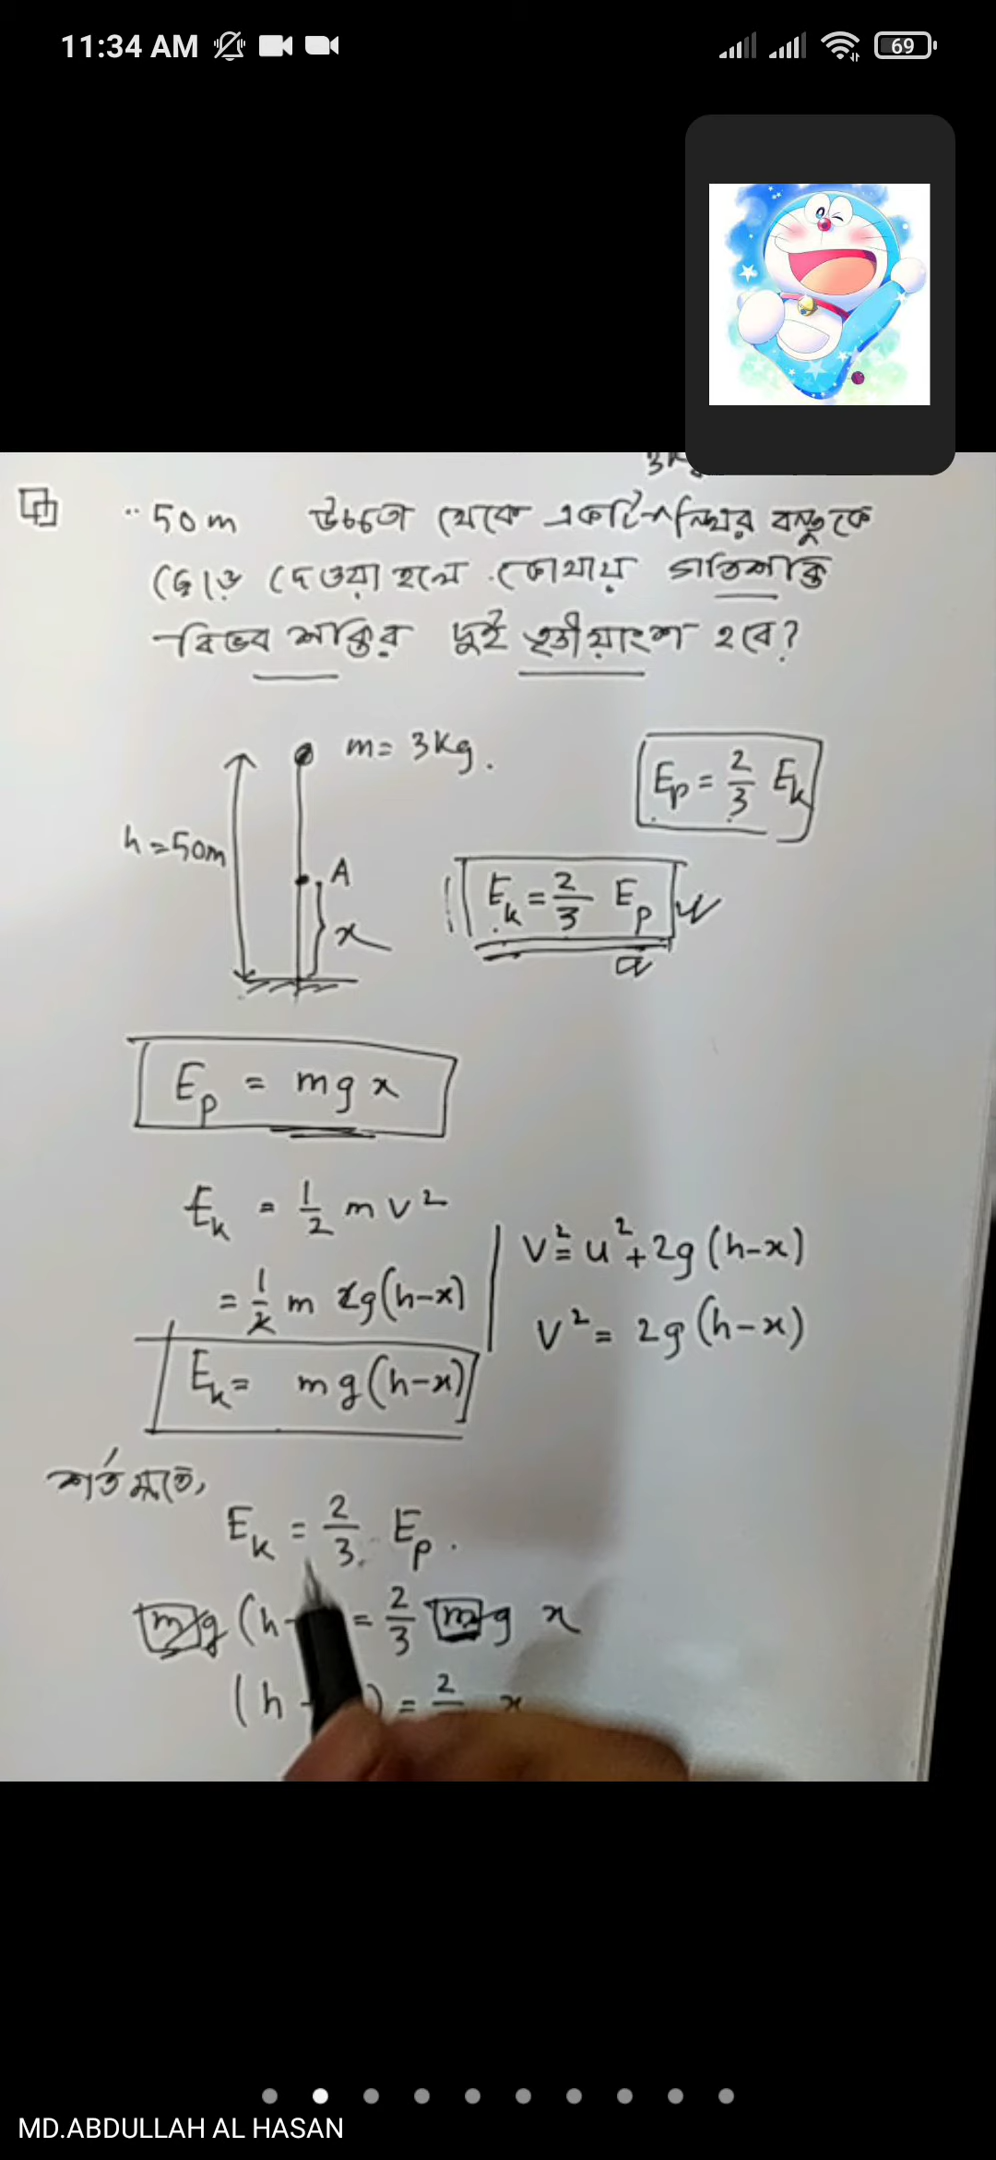 11:34 AM
69
.. 50m উচ্চতা থেকে একটি স্থির বস্তুকে
ছেড়ে দেওয়া হলে কোথায় গতিশক্তি
বিভব শক্তির দুই তৃতীয়াংশ হবে?
m= 3kg.
Ep = 2/3 Ek
h=50m
A
Ek = 2/3 Ep
x
Ep = mgx
Ek = 1/2 mv²
v² = u² + 2g(h-x)
= 1/2 m 2g(h-x)
v² = 2g(h-x)
Ek = mg(h-x)
শর্তমতে,
Ek = 2/3 Ep.
mg (h- = 2/3 mg x
(h - ) = 2 x
MD.ABDULLAH AL HASAN